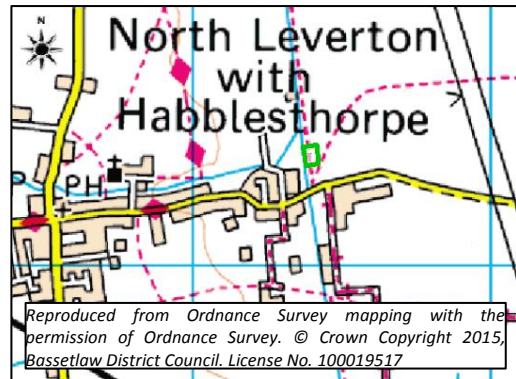 N
North Leverton
with
Habblesthorpe
PH
Reproduced from Ordnance Survey mapping with the
permission of Ordnance Survey. © Crown Copyright 2015,
Bassetlaw District Council. License No. 100019517